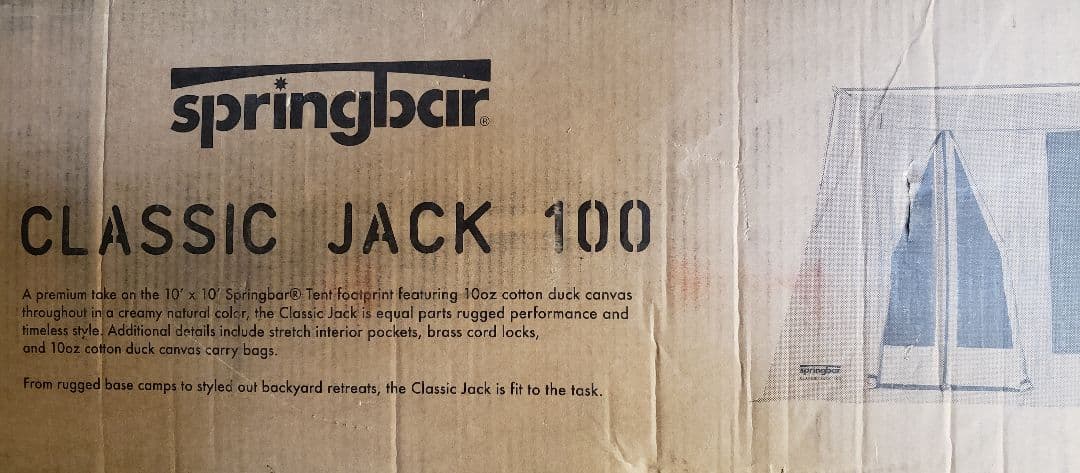 springbar®
CLASSIC JACK 100
A premium take on the 10' x 10' Springbar® Tent footprint featuring 10oz cotton duck canvas
throughout in a creamy natural color, the Classic Jack is equal parts rugged performance and
timeless style. Additional details include stretch interior pockets, brass cord locks,
and 10oz cotton duck canvas carry bags.
From rugged base camps to styled out backyard retreats, the Classic Jack is fit to the task.
springbar